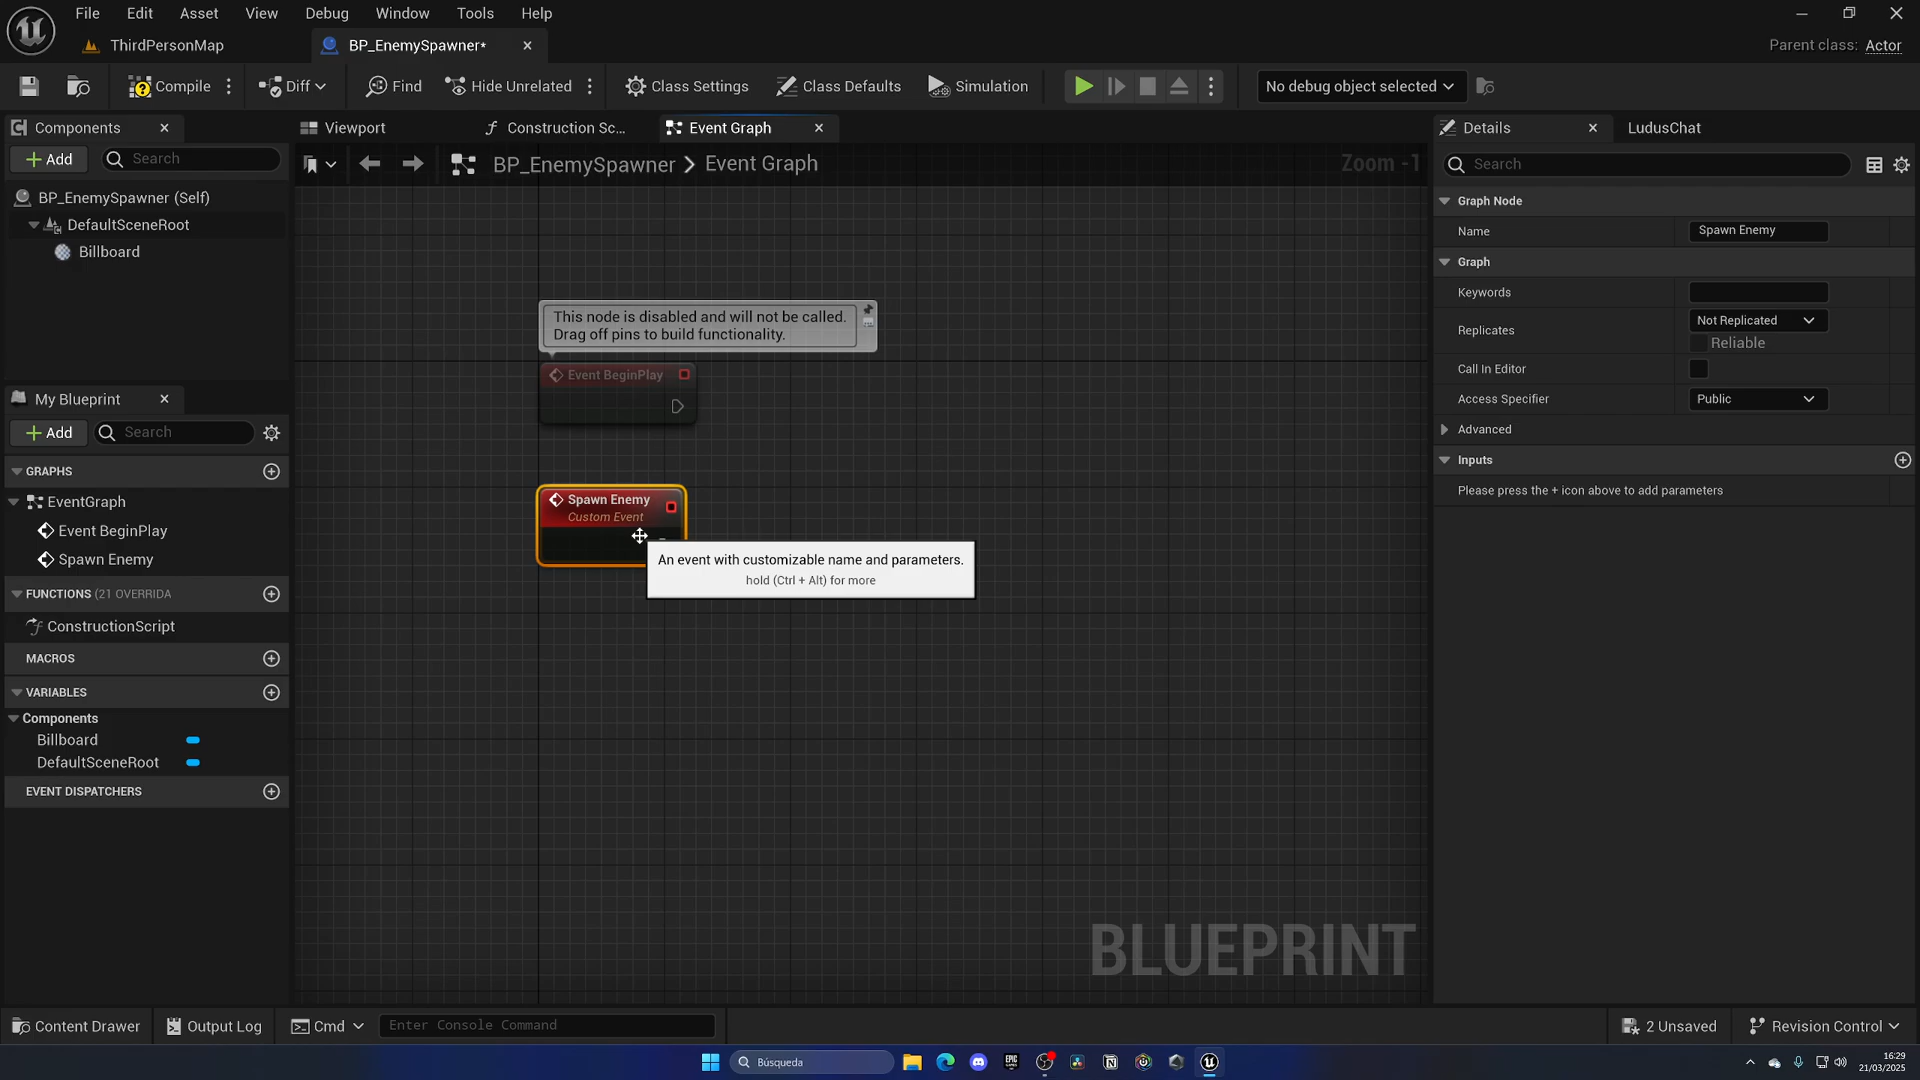 File Edit Asset View Debug Window Tools Help
ThirdPersonMap
BP_EnemySpawner*
Parent class: Actor
Compile
Diff
Find
Hide Unrelated
Class Settings
Class Defaults
Simulation
No debug object selected
Components
Viewport
Construction Sc...
Event Graph
Details
LudusChat
Add
Search
BP_EnemySpawner > Event Graph
Zoom -1
Search
BP_EnemySpawner (Self)
DefaultSceneRoot
Billboard
Graph Node
Name
Spawn Enemy
Graph
Keywords
Replicates
Not Replicated
Reliable
Call In Editor
Access Specifier
Public
Advanced
Inputs
Please press the + icon above to add parameters
This node is disabled and will not be called.
Drag off pins to build functionality.
Event BeginPlay
Spawn Enemy
Custom Event
An event with customizable name and parameters.
hold (Ctrl + Alt) for more
My Blueprint
Add
Search
GRAPHS
EventGraph
Event BeginPlay
Spawn Enemy
FUNCTIONS (21 OVERRIDA
ConstructionScript
MACROS
VARIABLES
Components
Billboard
DefaultSceneRoot
EVENT DISPATCHERS
BLUEPRINT
Content Drawer
Output Log
Cmd
Enter Console Command
2 Unsaved
Revision Control
Búsqueda
EPIC
16:29
21/03/2025